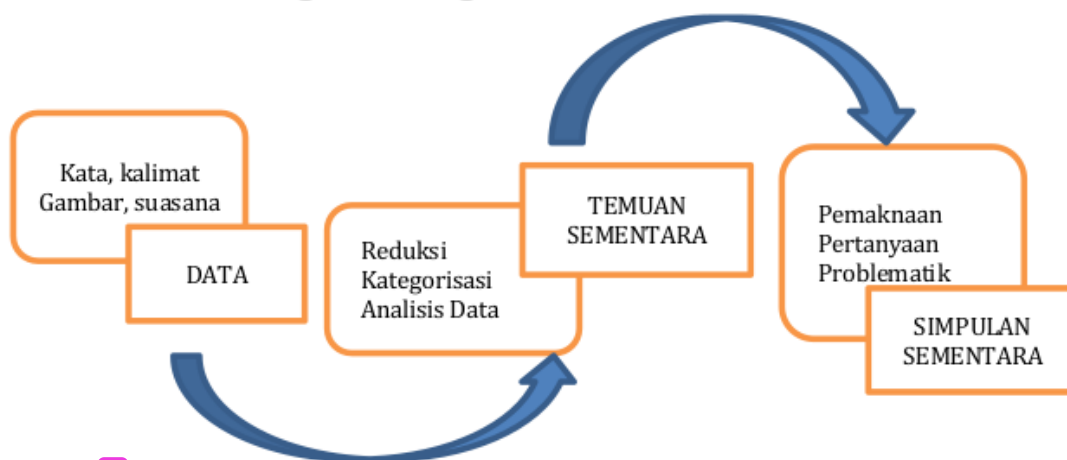 Kata, kalimat
Gambar, suasana
DATA
Reduksi
Kategorisasi
Analisis Data
TEMUAN
SEMENTARA
Pemaknaan
Pertanyaan
Problematik
SIMPULAN
SEMENTARA